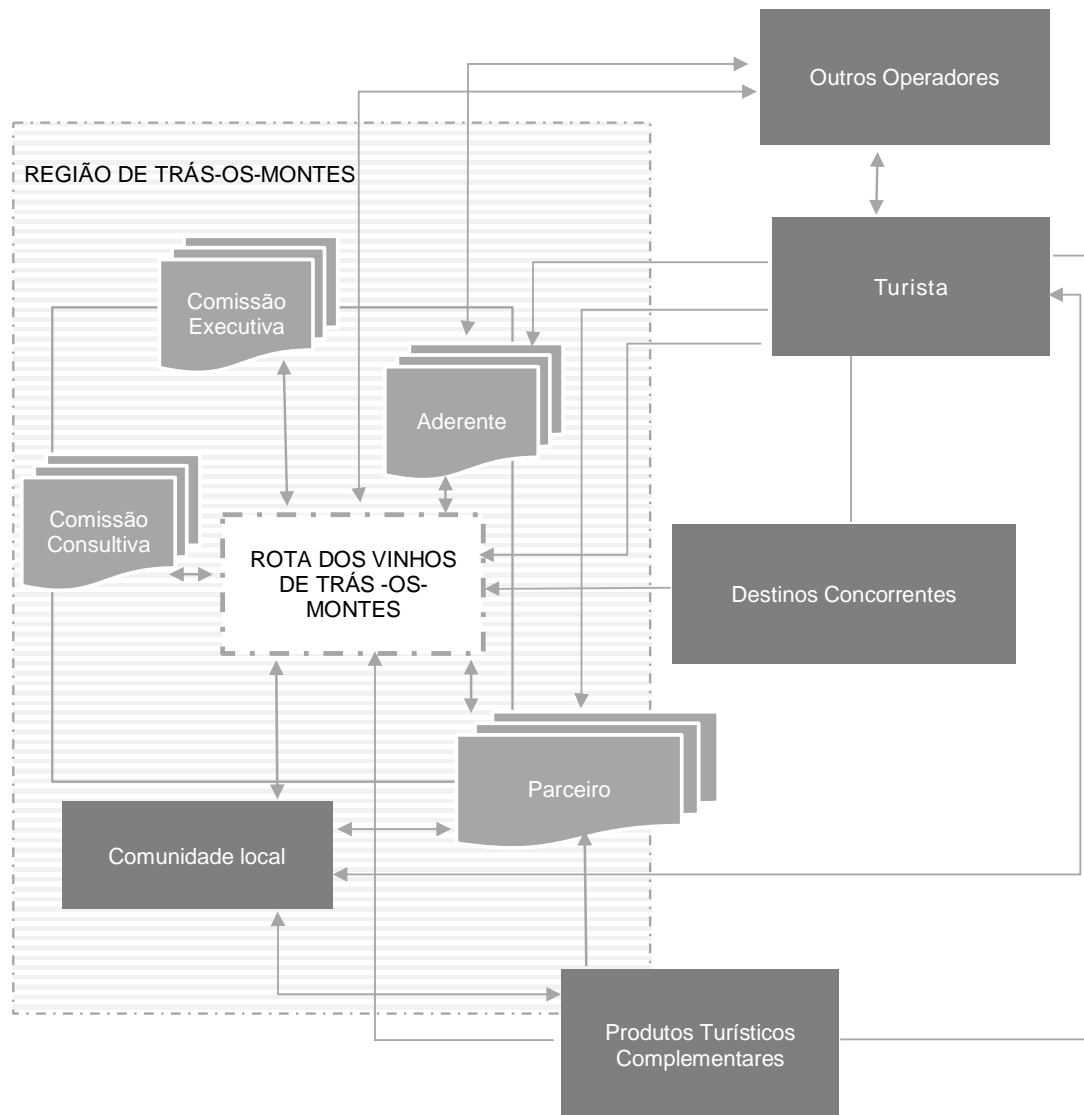 Outros Operadores
REGIÃO DE TRÁS-OS-MONTES
Turista
Comissão
Executiva
Aderente
Comissão
Consultiva
ROTA DOS VINHOS
DE TRÁS -OS-
MONTES
Destinos Concorrentes
Parceiro
Comunidade local
Produtos Turísticos
Complementares